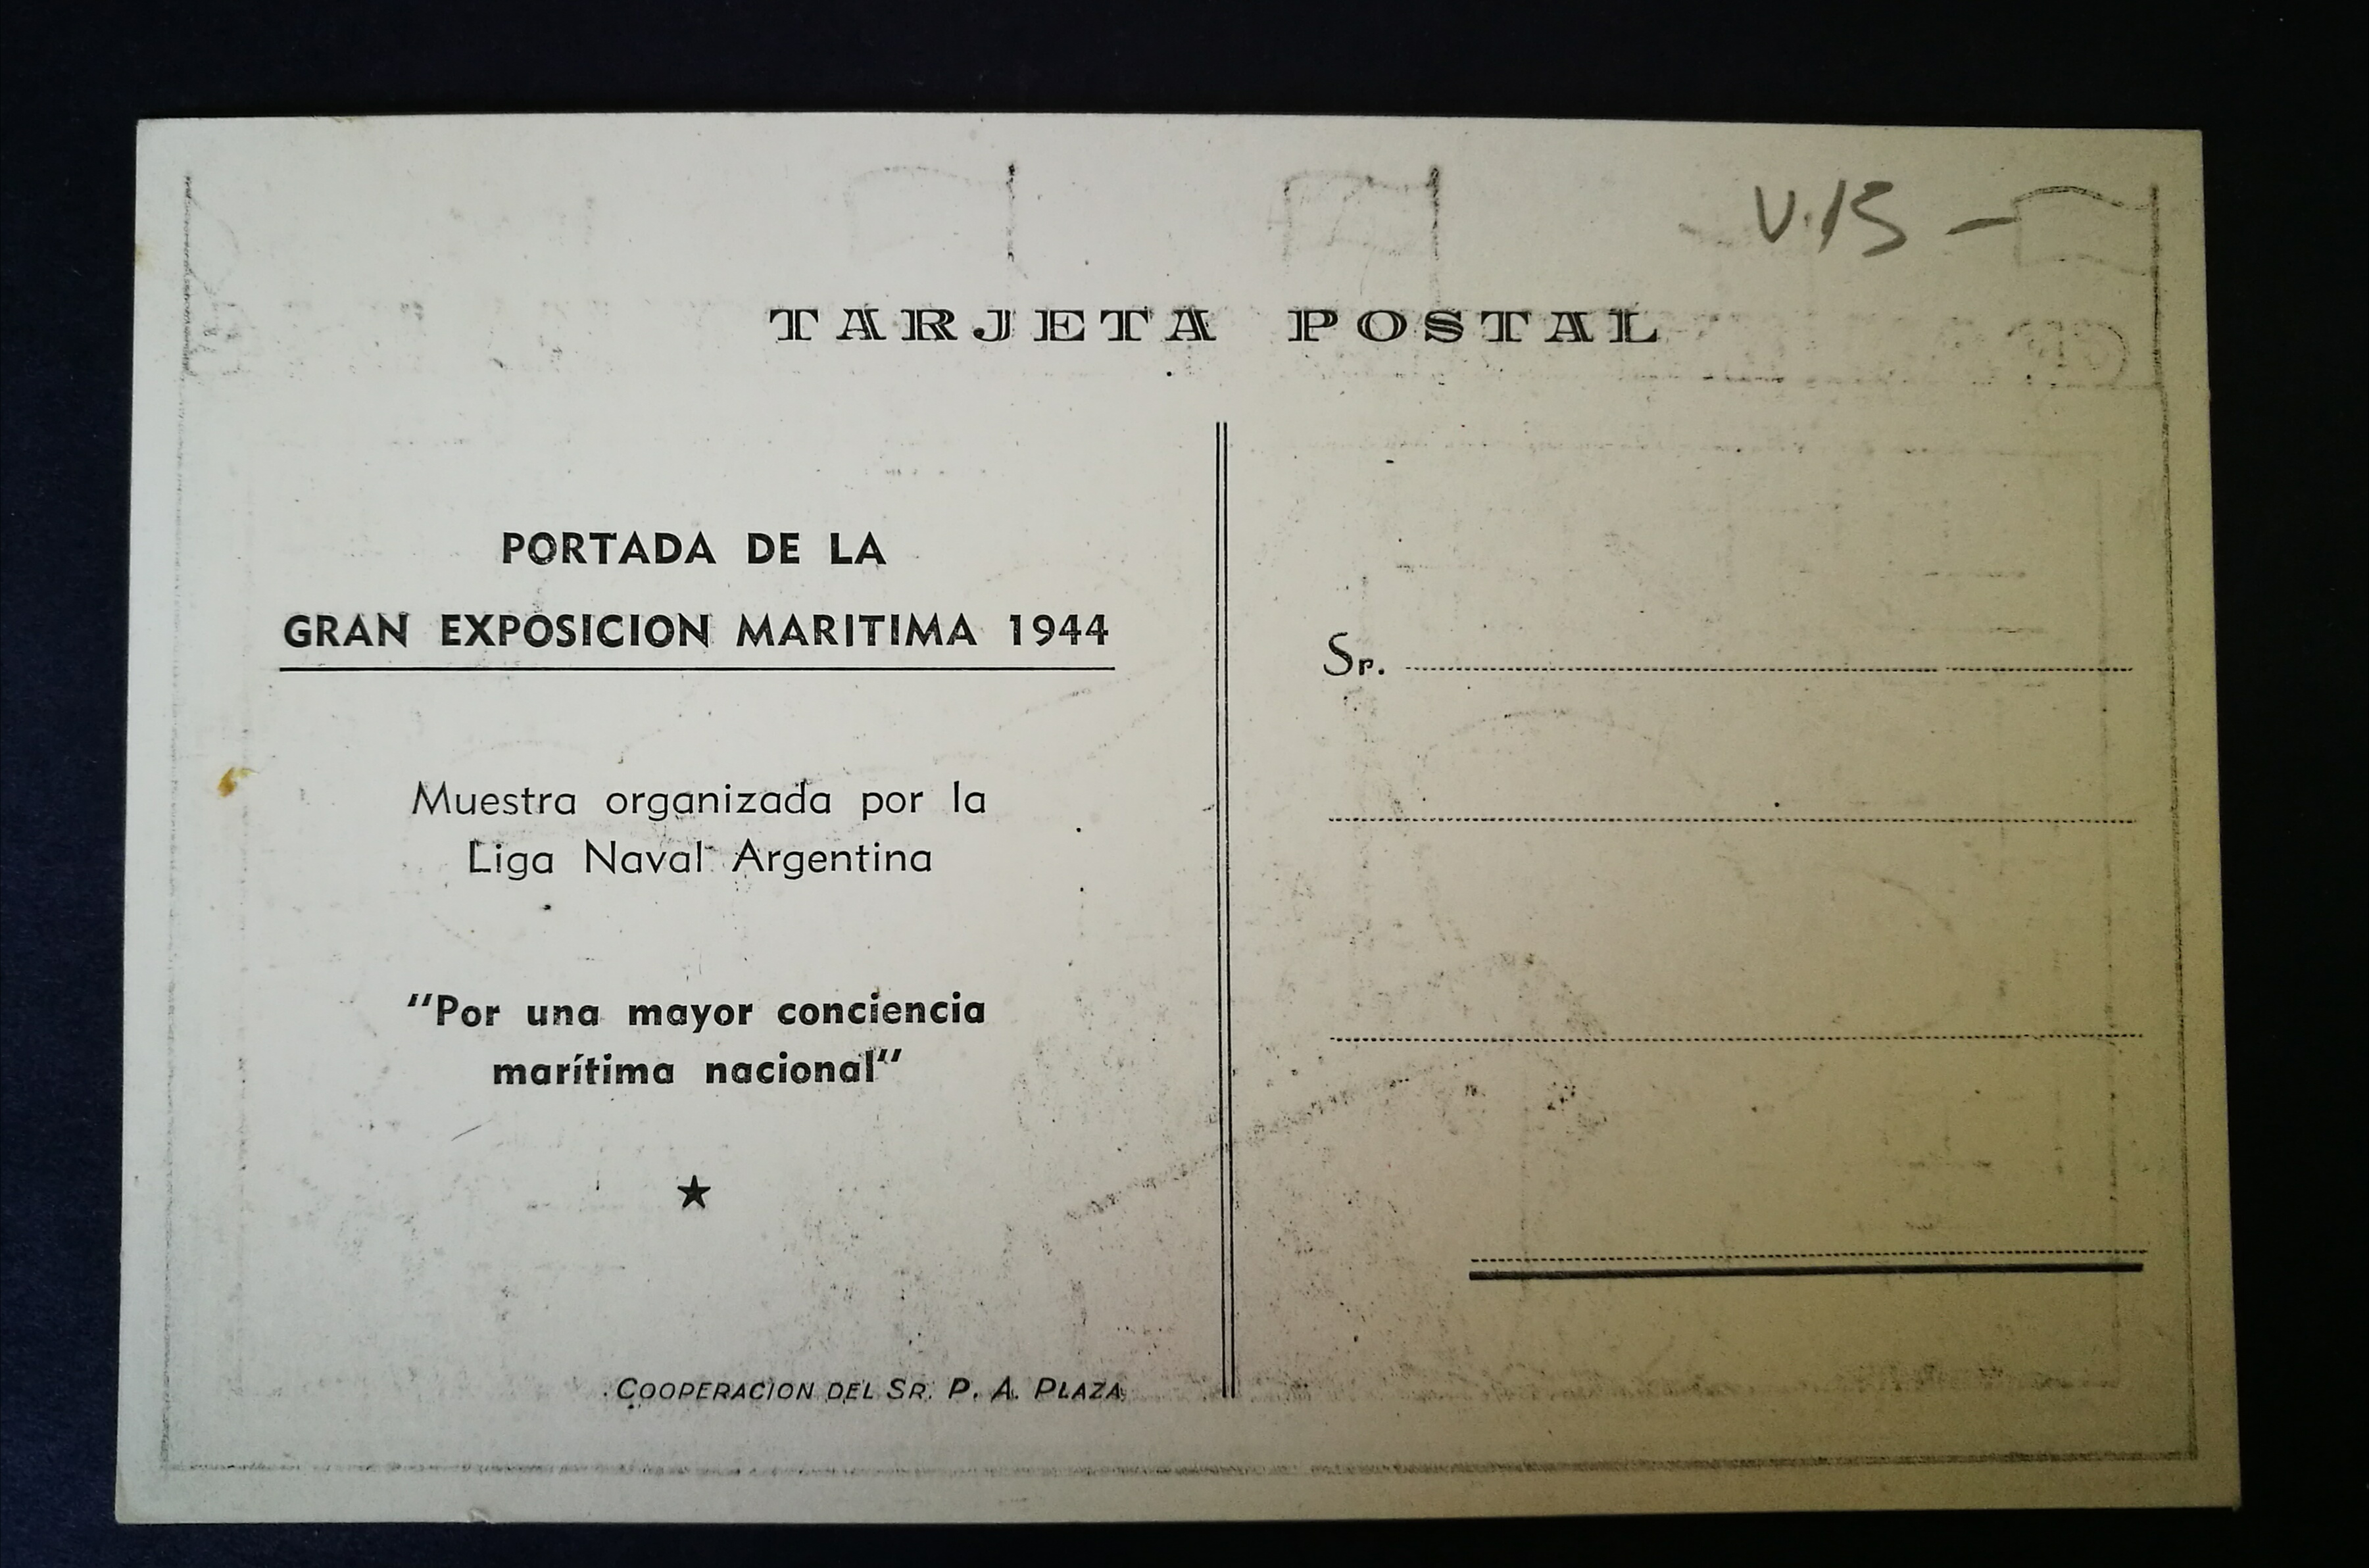 V.15 -
TARJETA POSTAL
PORTADA DE LA
GRAN EXPOSICION MARITIMA 1944
Muestra organizada por la
Liga Naval Argentina
"Por una mayor conciencia
marítima nacional"
★
COOPERACION DEL SR. P. A. PLAZA
Sr.